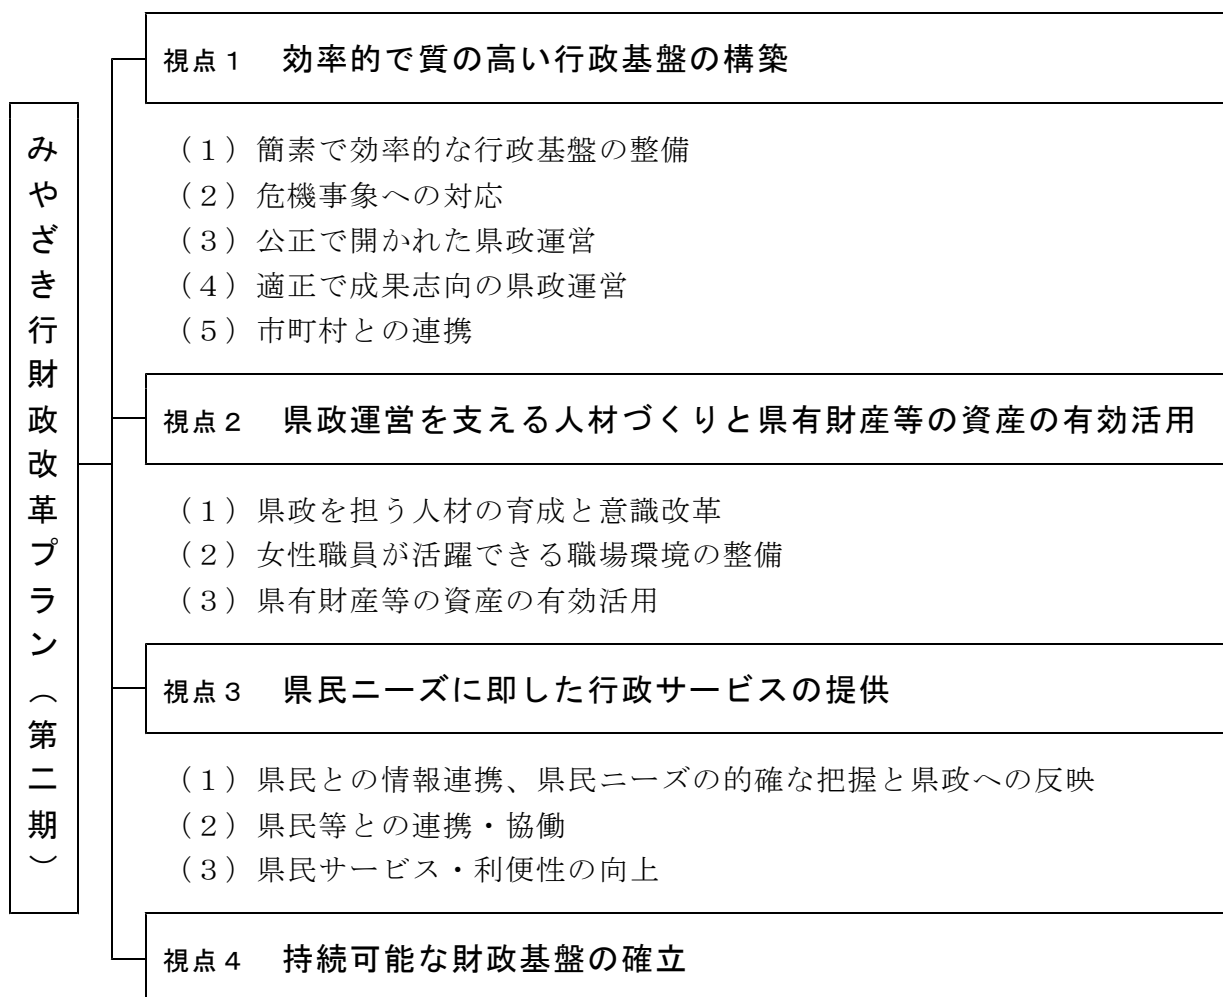 みやざき行財政改革プラン（第二期）
視点１　効率的で質の高い行政基盤の構築
（１）簡素で効率的な行政基盤の整備
（２）危機事象への対応
（３）公正で開かれた県政運営
（４）適正で成果志向の県政運営
（５）市町村との連携
視点２　県政運営を支える人材づくりと県有財産等の資産の有効活用
（１）県政を担う人材の育成と意識改革
（２）女性職員が活躍できる職場環境の整備
（３）県有財産等の資産の有効活用
視点３　県民ニーズに即した行政サービスの提供
（１）県民との情報連携、県民ニーズの的確な把握と県政への反映
（２）県民等との連携・協働
（３）県民サービス・利便性の向上
視点４　持続可能な財政基盤の確立